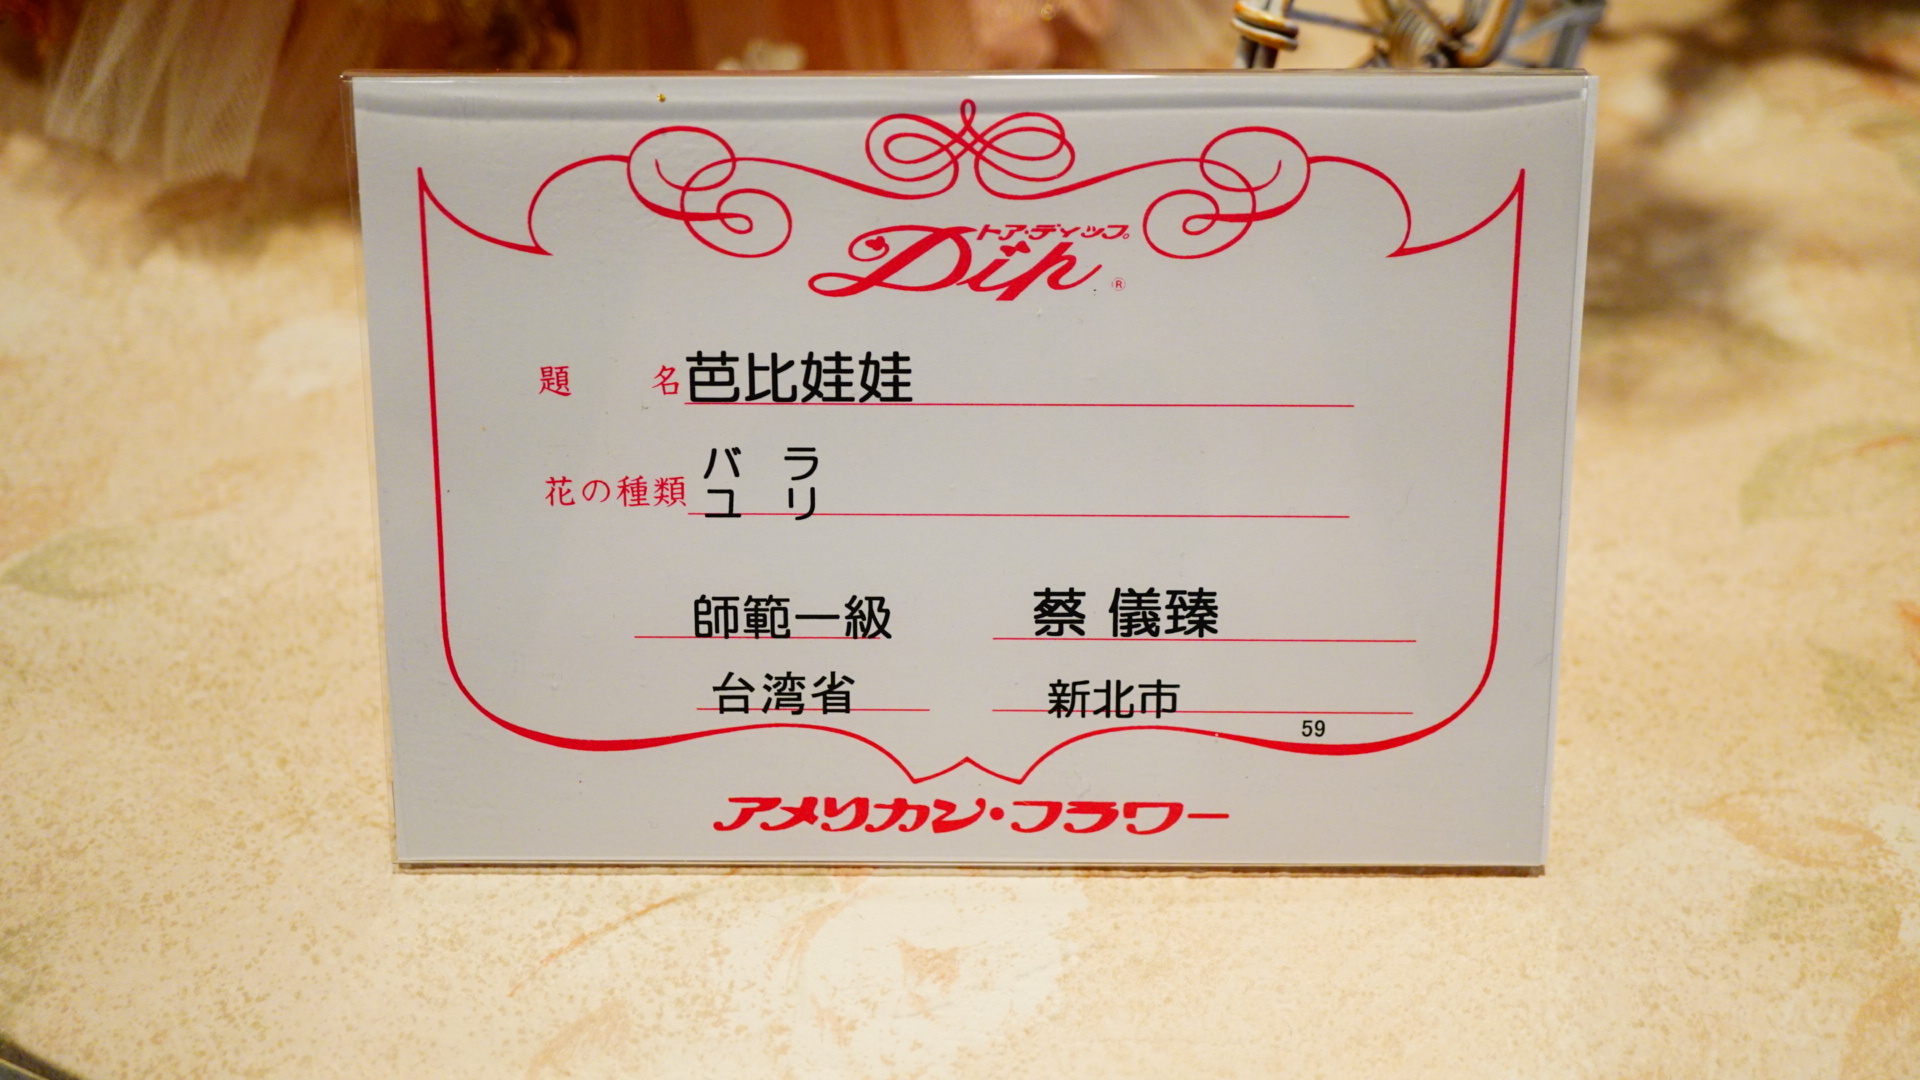 トア・ディップ
Dip ®
題 名 芭比娃娃
花の種類 バ ラ
ユ リ
師範一級 蔡 儀臻
台湾省 新北市
59
アメリカン・フラワー